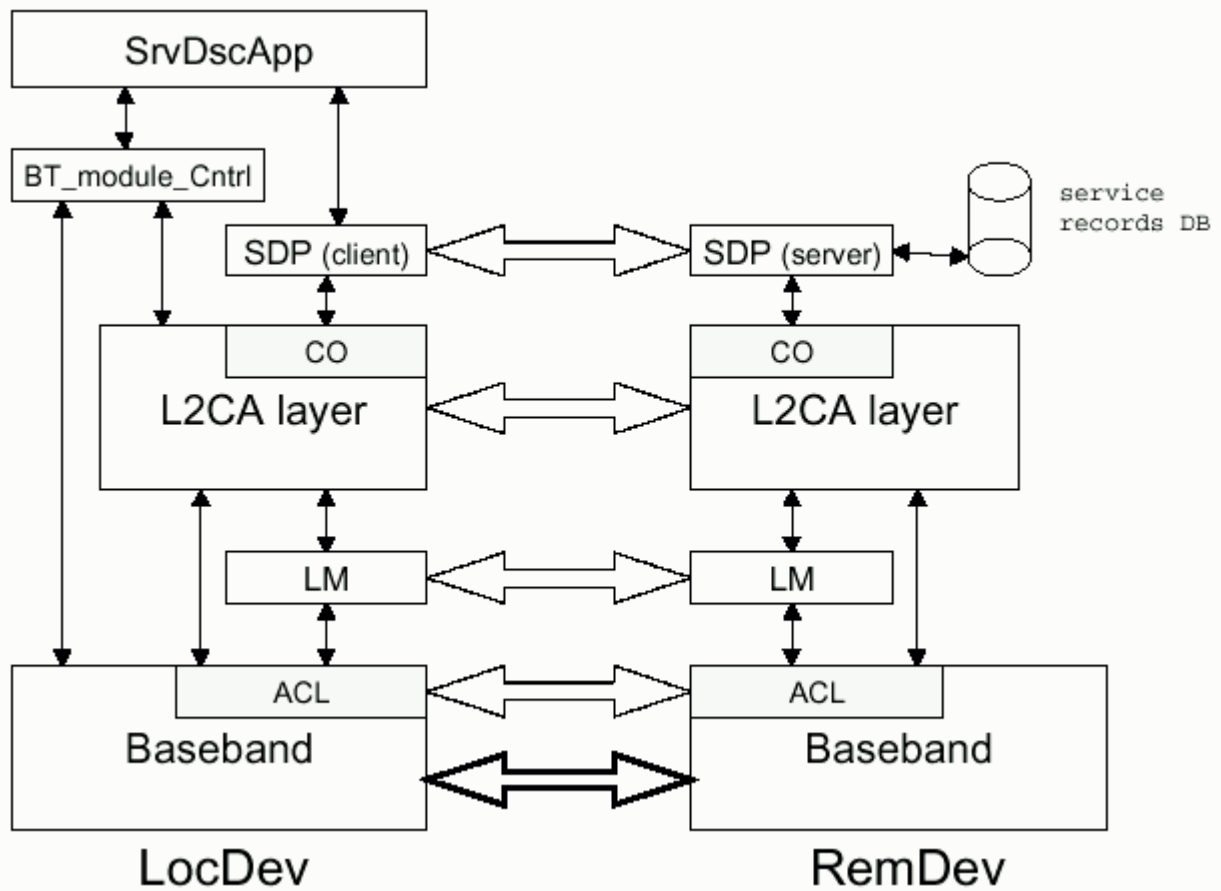 SrvDscApp
BT_module_Cntrl
service
records DB
SDP (client)
SDP (server)
CO
CO
L2CA layer
L2CA layer
LM
LM
ACL
ACL
Baseband
Baseband
LocDev
RemDev